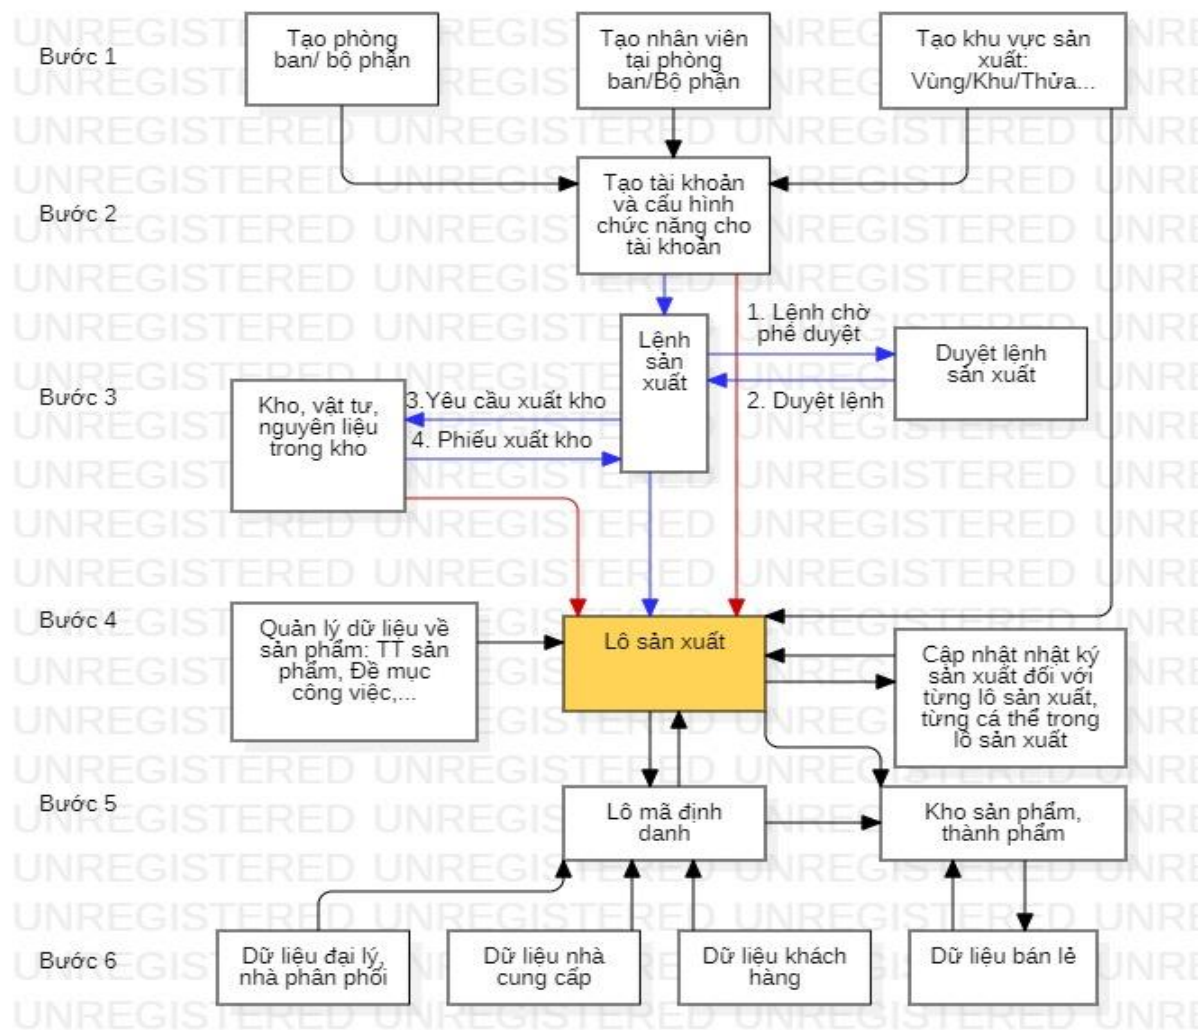 Bước 1
Tạo phòng
ban/ bộ phận
Tạo nhân viên
tại phòng
ban/Bộ phận
Tạo khu vực sản
xuất:
Vùng/Khu/Thửa...
Bước 2
Tạo tài khoản
và cấu hình
chức năng cho
tài khoản
Bước 3
Lệnh
sản
xuất
1. Lệnh chờ
phê duyệt
2. Duyệt lệnh
Duyệt lệnh
sản xuất
Kho, vật tư,
nguyên liệu
trong kho
3.Yêu cầu xuất kho
4. Phiếu xuất kho
Bước 4
Quản lý dữ liệu về
sản phẩm: TT sản
phẩm, Đề mục
công việc,...
Lô sản xuất
Cập nhật nhật ký
sản xuất đối với
từng lô sản xuất,
từng cá thể trong
lô sản xuất
Bước 5
Lô mã định
danh
Kho sản phẩm,
thành phẩm
Bước 6
Dữ liệu đại lý,
nhà phân phối
Dữ liệu nhà
cung cấp
Dữ liệu khách
hàng
Dữ liệu bán lẻ
UNREGISTERED